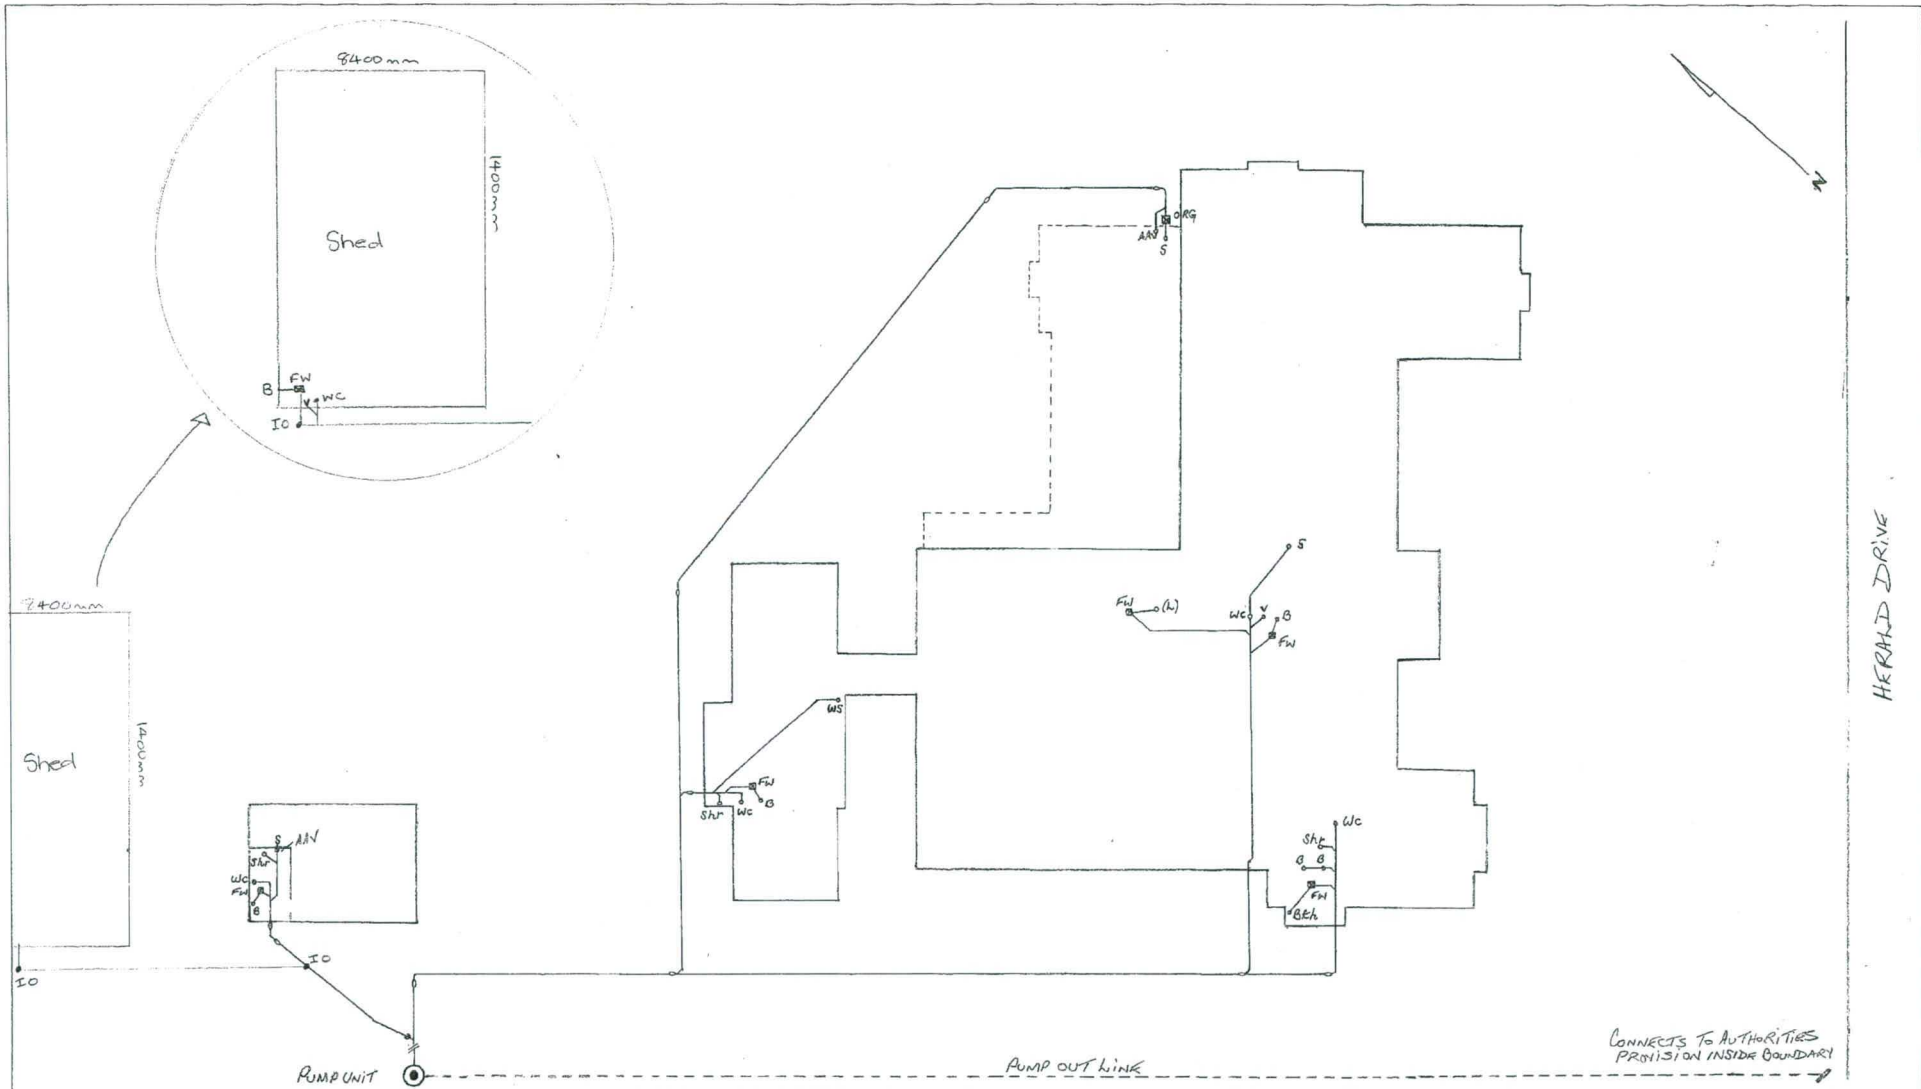 8400mm
1400mm
Shed
FW
B
V
WC
IO
8400mm
1400mm
Shed
IO
S
AAV
Shr
WC
FW
B
IO
RG
AAV
S
S
FW
(L)
WC
V
B
FW
WS
FW
Shr
WC
B
WC
Shr
B
B
FW
Bth
N
HERALD DRIVE
PUMP UNIT
PUMP OUT LINE
CONNECTS TO AUTHORITIES
PROVISION INSIDE BOUNDARY